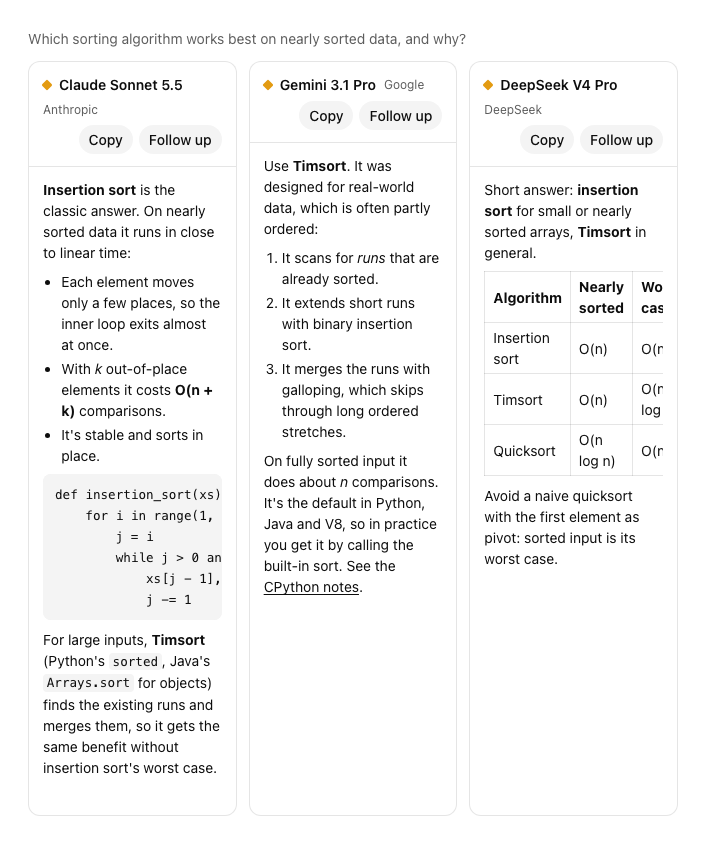 Which sorting algorithm works best on nearly sorted data, and why?
Claude Sonnet 5.5
Anthropic
Copy Follow up
Insertion sort is the
classic answer. On nearly
sorted data it runs in close
to linear time:
• Each element moves
only a few places, so the
inner loop exits almost
at once.
• With k out-of-place
elements it costs O(n +
k) comparisons.
• It's stable and sorts in
place.
def insertion_sort(xs)
for i in range(1,
j = i
while j > 0 an
xs[j - 1],
j -= 1
For large inputs, Timsort
(Python's sorted, Java's
Arrays.sort for objects)
finds the existing runs and
merges them, so it gets the
same benefit without
insertion sort's worst case.
Gemini 3.1 Pro Google
Copy Follow up
Use Timsort. It was
designed for real-world
data, which is often partly
ordered:
1. It scans for runs that are
already sorted.
2. It extends short runs
with binary insertion
sort.
3. It merges the runs with
galloping, which skips
through long ordered
stretches.
On fully sorted input it
does about n comparisons.
It's the default in Python,
Java and V8, so in practice
you get it by calling the
built-in sort. See the
CPython notes.
DeepSeek V4 Pro
DeepSeek
Copy Follow up
Short answer: insertion
sort for small or nearly
sorted arrays, Timsort in
general.
Algorithm Nearly sorted
Insertion sort O(n)
Timsort O(n) log
Quicksort O(n log n)
Avoid a naive quicksort
with the first element as
pivot: sorted input is its
worst case.